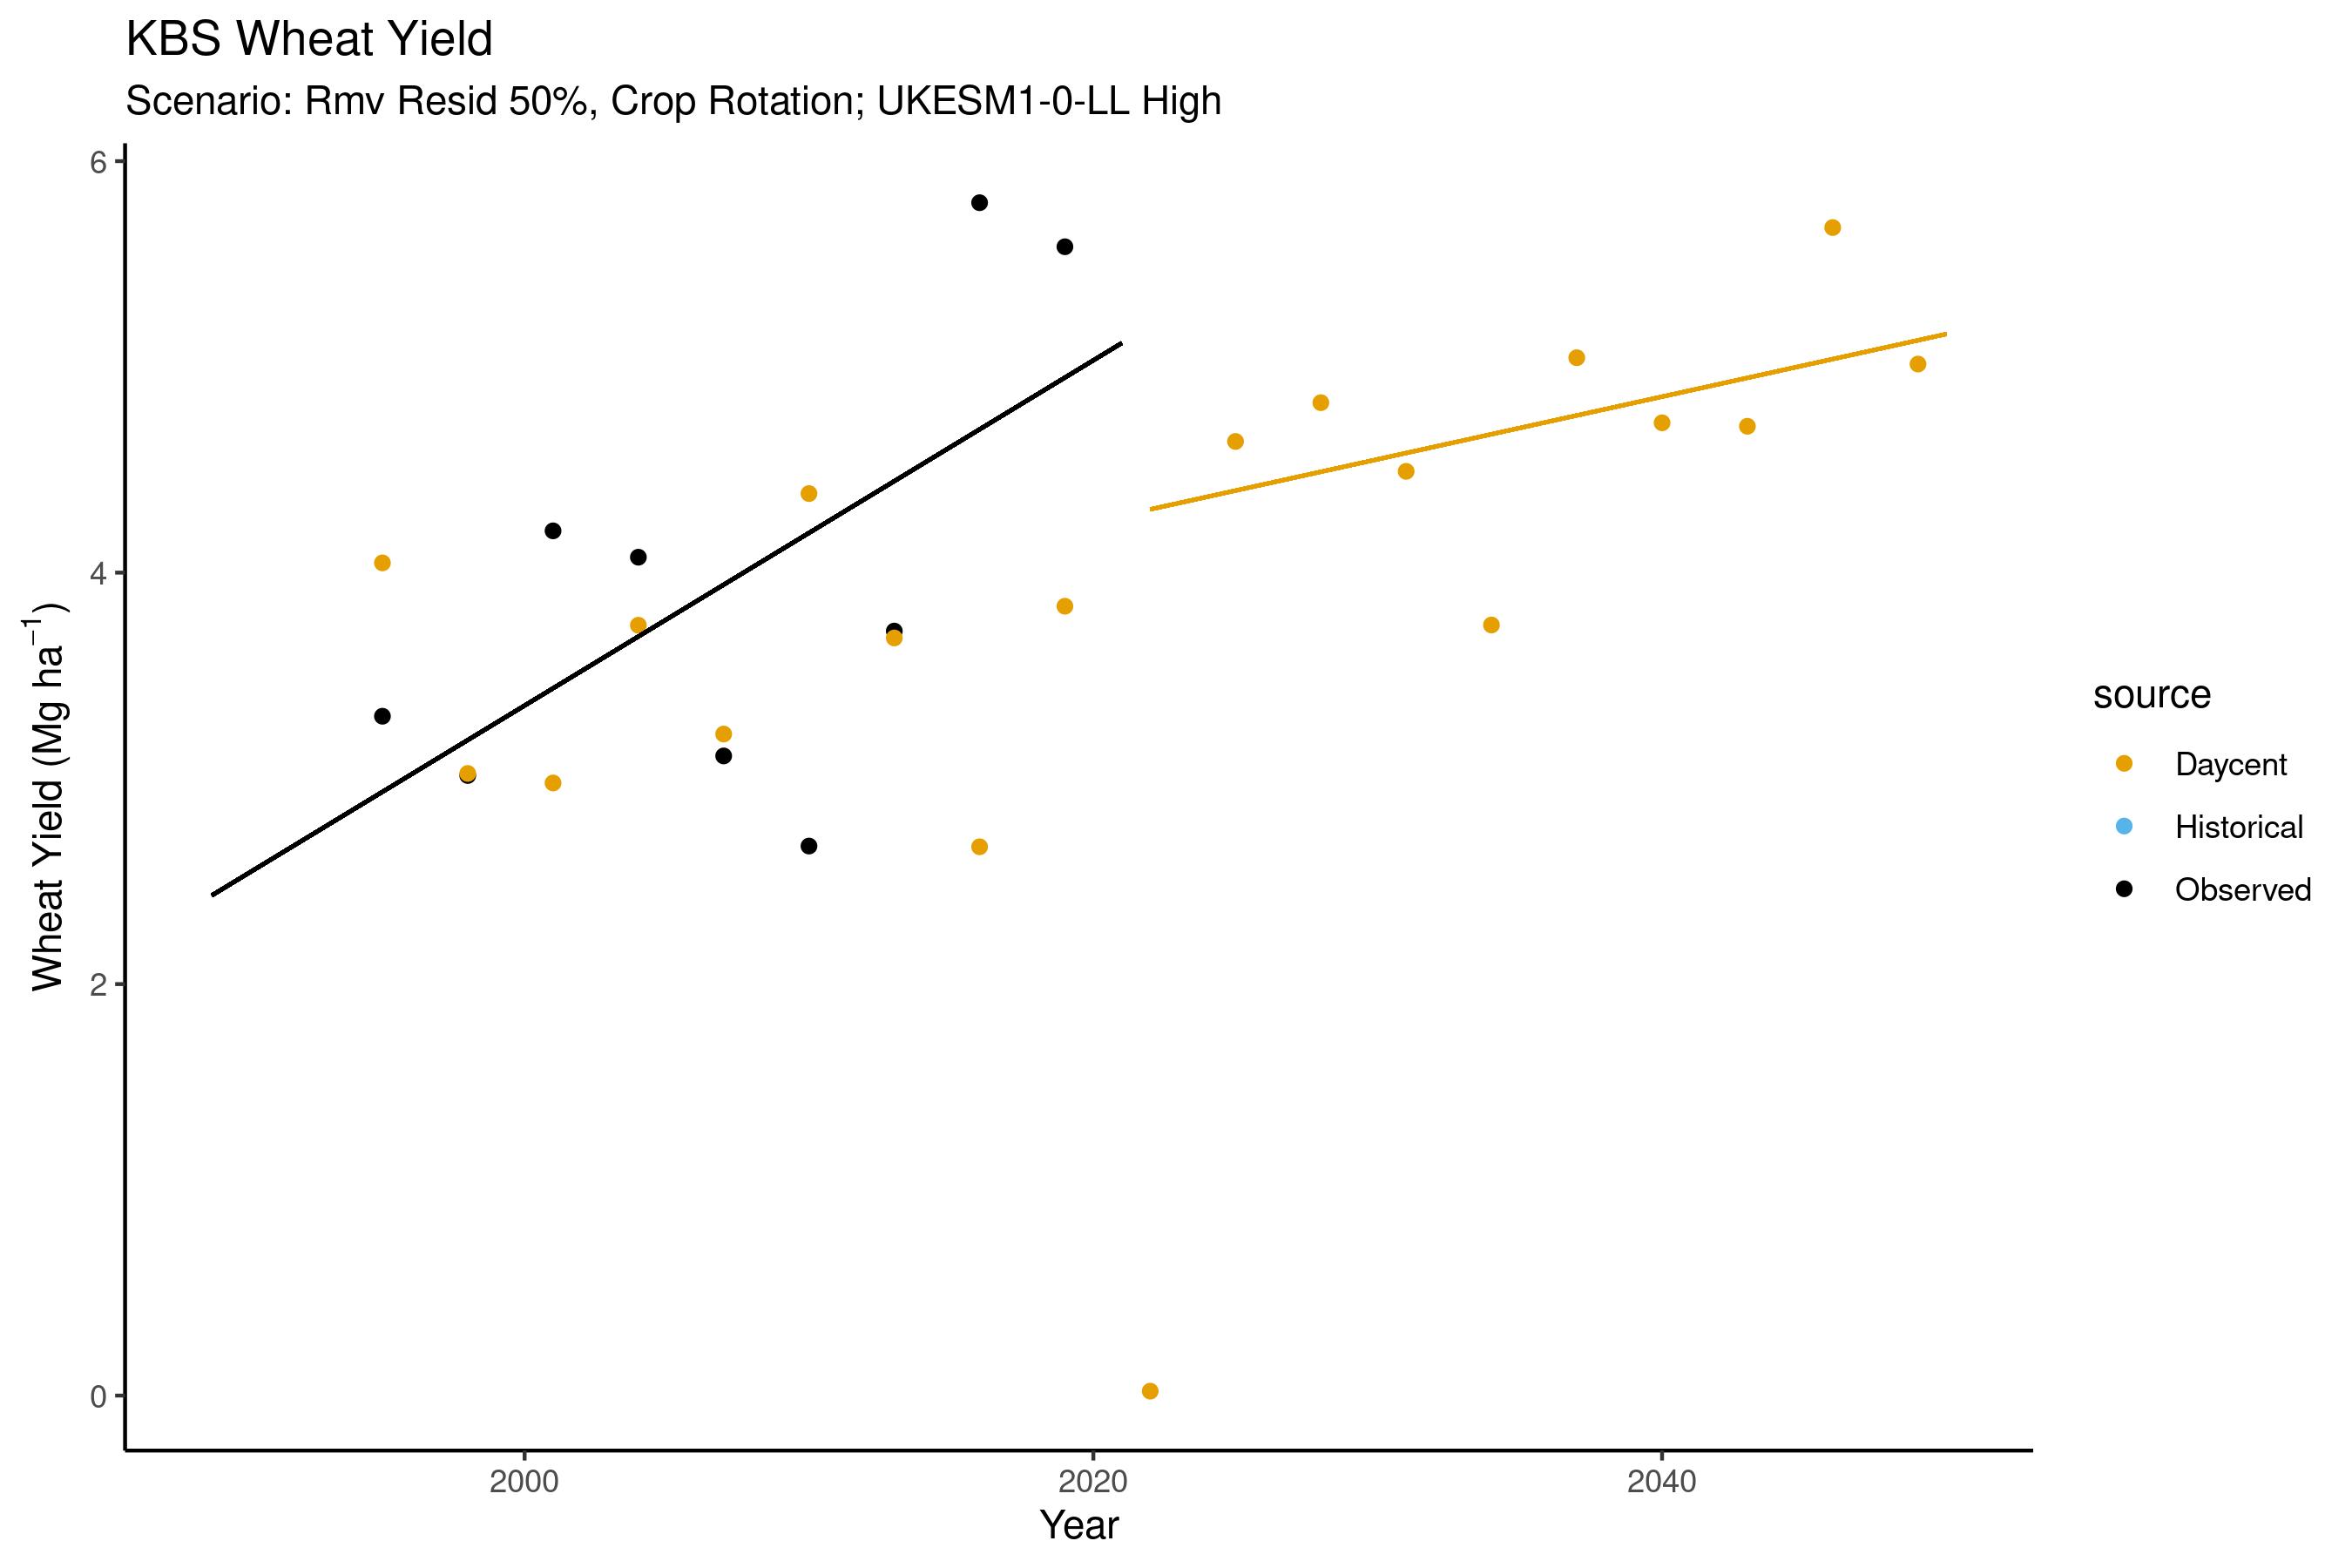 KBS Wheat Yield
Scenario: Rmv Resid 50%, Crop Rotation; UKESM1-0-LL High
Wheat Yield (Mg ha⁻¹)
6
4
2
0
2000 2020 2040
Year
source
Daycent
Historical
Observed